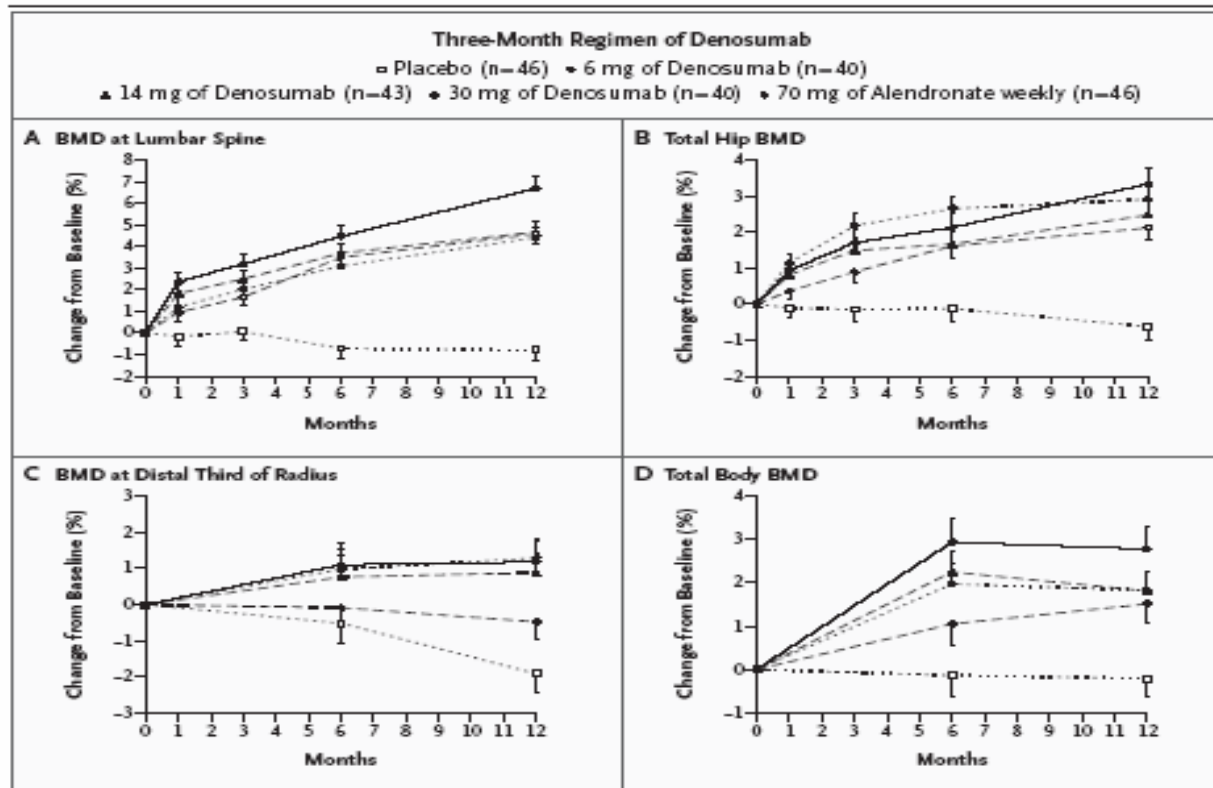 Three-Month Regimen of Denosumab
Placebo (n=46) 6 mg of Denosumab (n=40)
14 mg of Denosumab (n=43) 30 mg of Denosumab (n=40) 70 mg of Alendronate weekly (n=46)
A BMD at Lumbar Spine
Change from Baseline (%)
8
7
6
5
4
3
2
1
0
−1
−2
0 1 2 3 4 5 6 7 8 9 10 11 12
Months
B Total Hip BMD
Change from Baseline (%)
4
3
2
1
0
−1
−2
0 1 2 3 4 5 6 7 8 9 10 11 12
Months
C BMD at Distal Third of Radius
Change from Baseline (%)
3
2
1
0
−1
−2
−3
0 1 2 3 4 5 6 7 8 9 10 11 12
Months
D Total Body BMD
Change from Baseline (%)
4
3
2
1
0
−1
0 1 2 3 4 5 6 7 8 9 10 11 12
Months